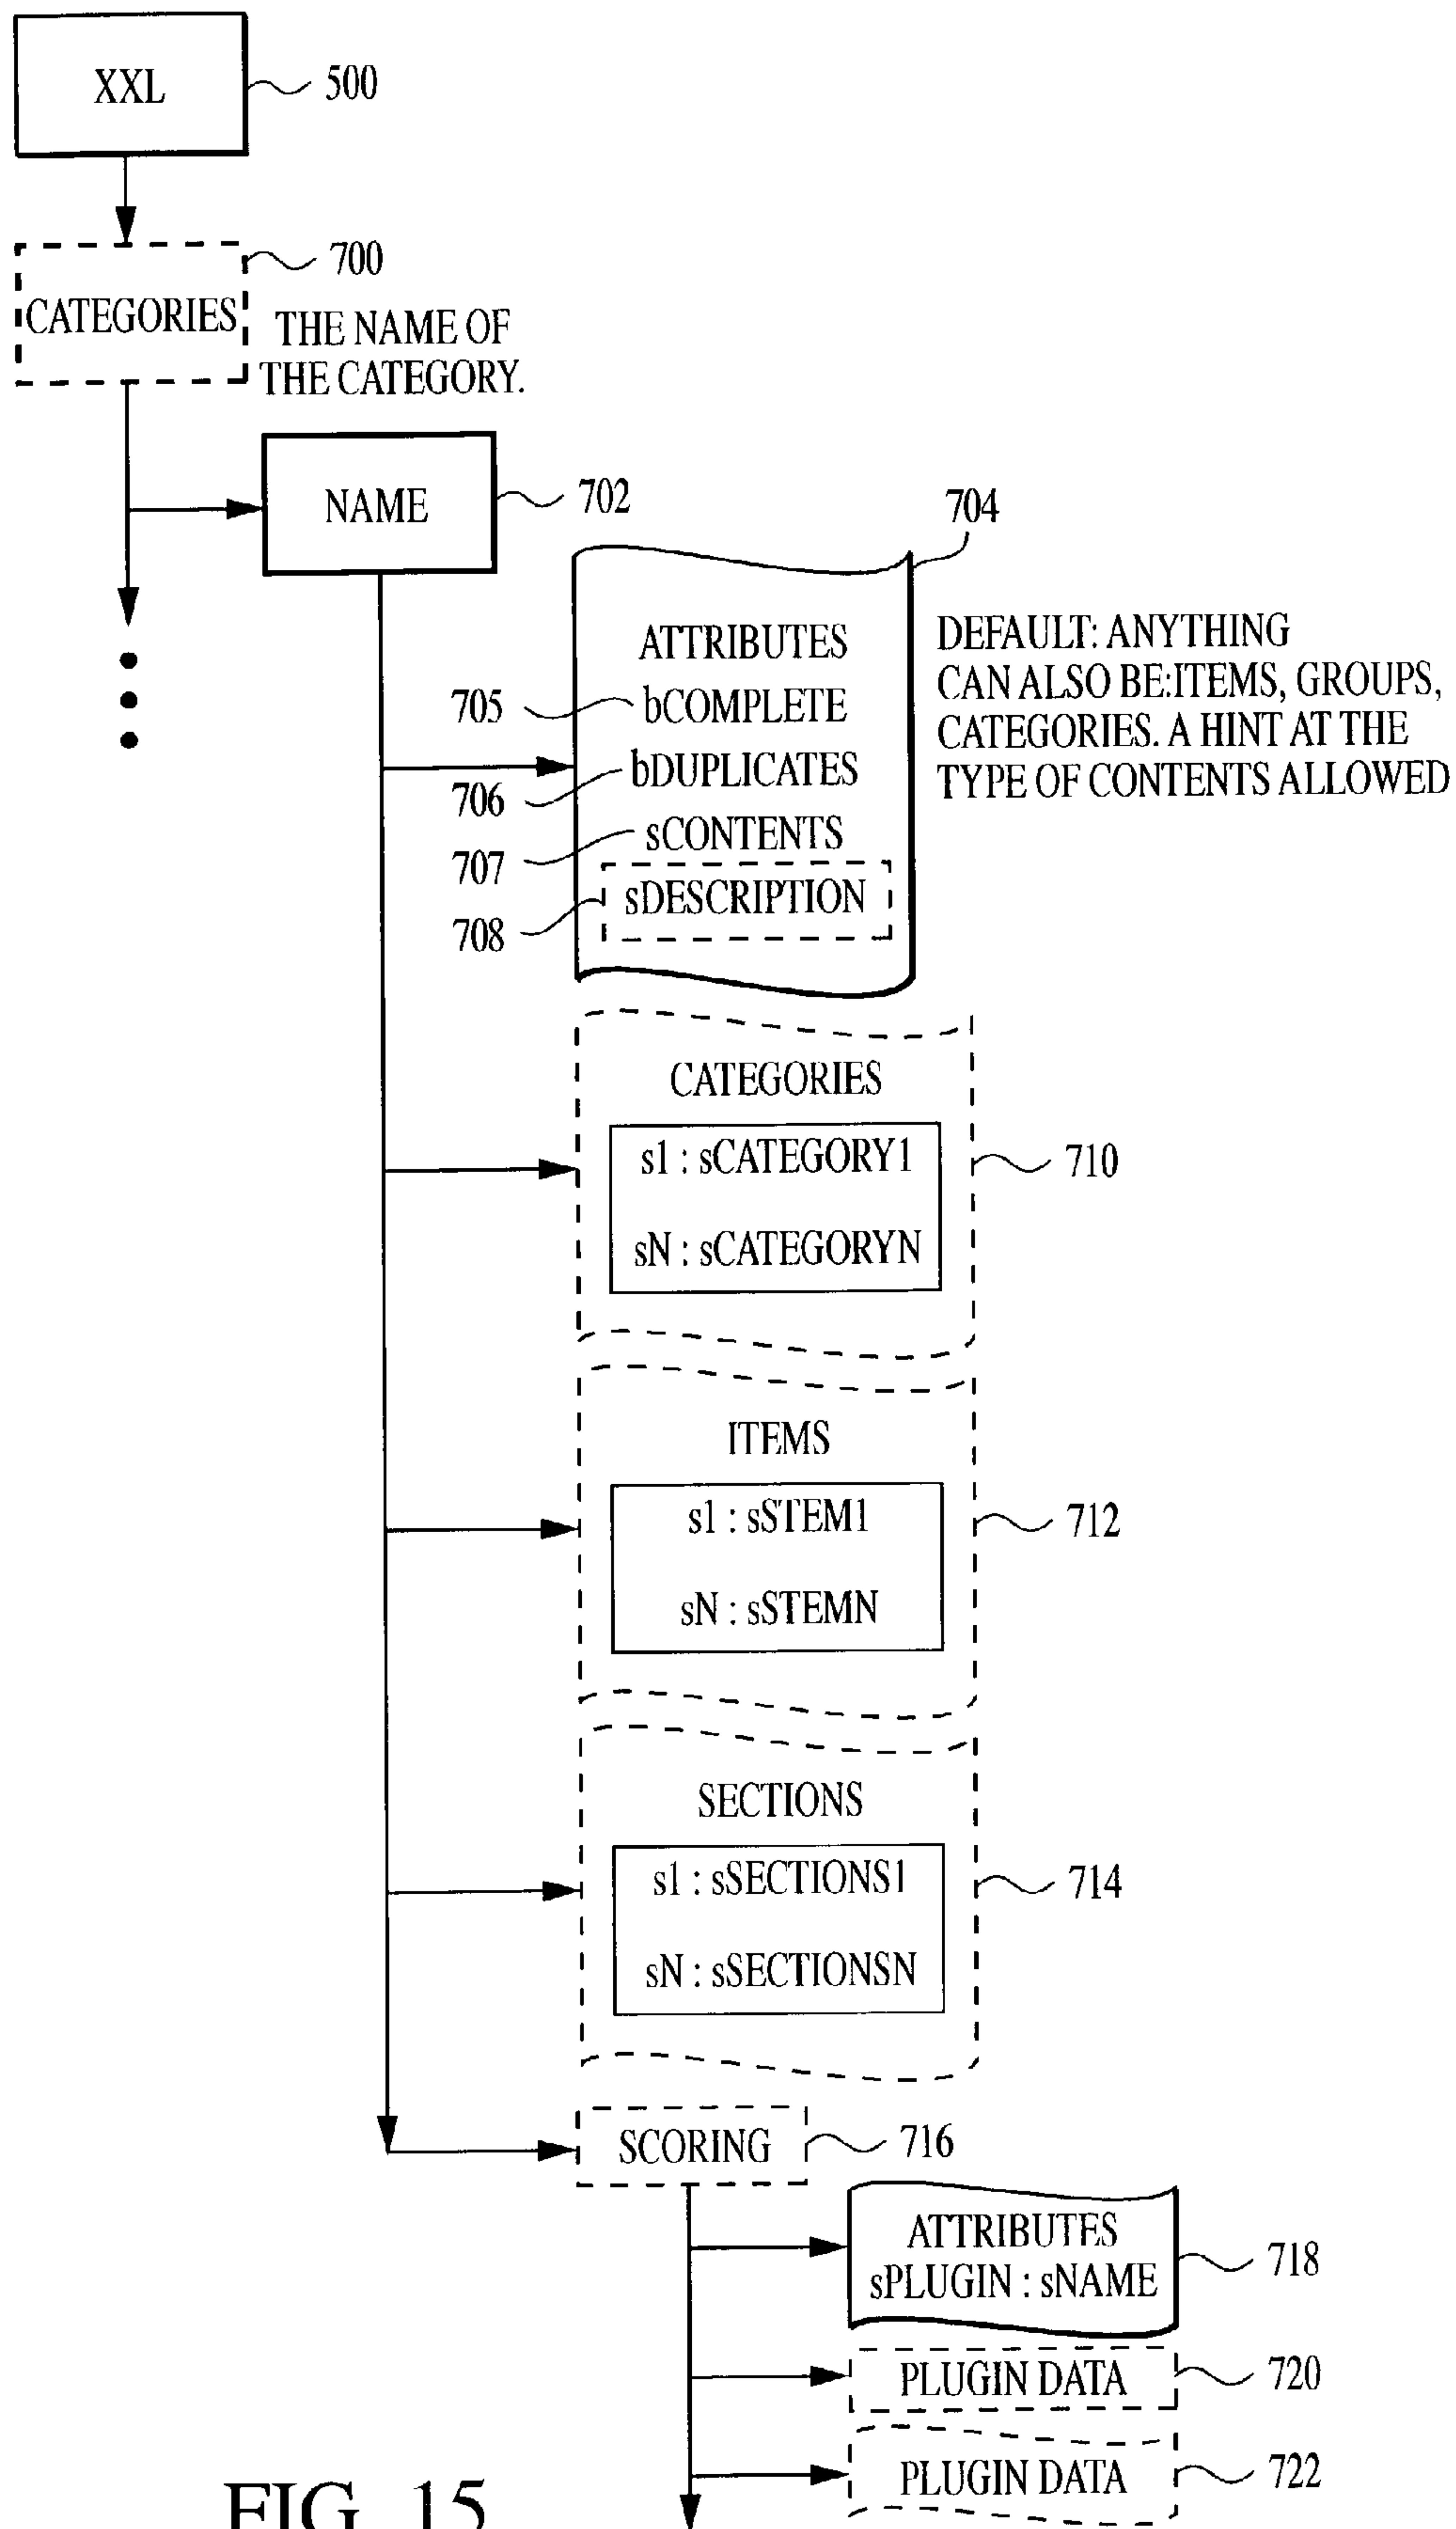 XXL
500
700
CATEGORIES
THE NAME OF
THE CATEGORY.
NAME
702
704
ATTRIBUTES
705
bCOMPLETE
706
bDUPLICATES
707
sCONTENTS
708
sDESCRIPTION
DEFAULT: ANYTHING
CAN ALSO BE:ITEMS, GROUPS,
CATEGORIES. A HINT AT THE
TYPE OF CONTENTS ALLOWED
CATEGORIES
s1 : sCATEGORY1
sN : sCATEGORYN
710
ITEMS
s1 : sSTEM1
sN : sSTEMN
712
SECTIONS
s1 : sSECTIONS1
sN : sSECTIONSN
714
SCORING
716
ATTRIBUTES
sPLUGIN : sNAME
718
PLUGIN DATA
720
PLUGIN DATA
722
FIG. 15